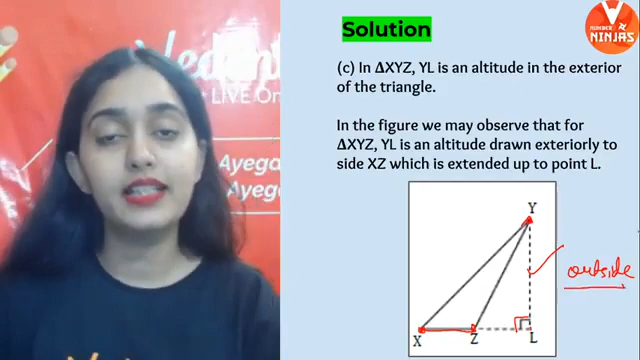 Solution
NUMBER
NINJAS
(c) In ΔXYZ, YL is an altitude in the exterior
of the triangle.
In the figure we may observe that for
ΔXYZ, YL is an altitude drawn exteriorly to
side XZ which is extended up to point L.
Y
outside
X Z L
LIVE On
Ayega
Ayega